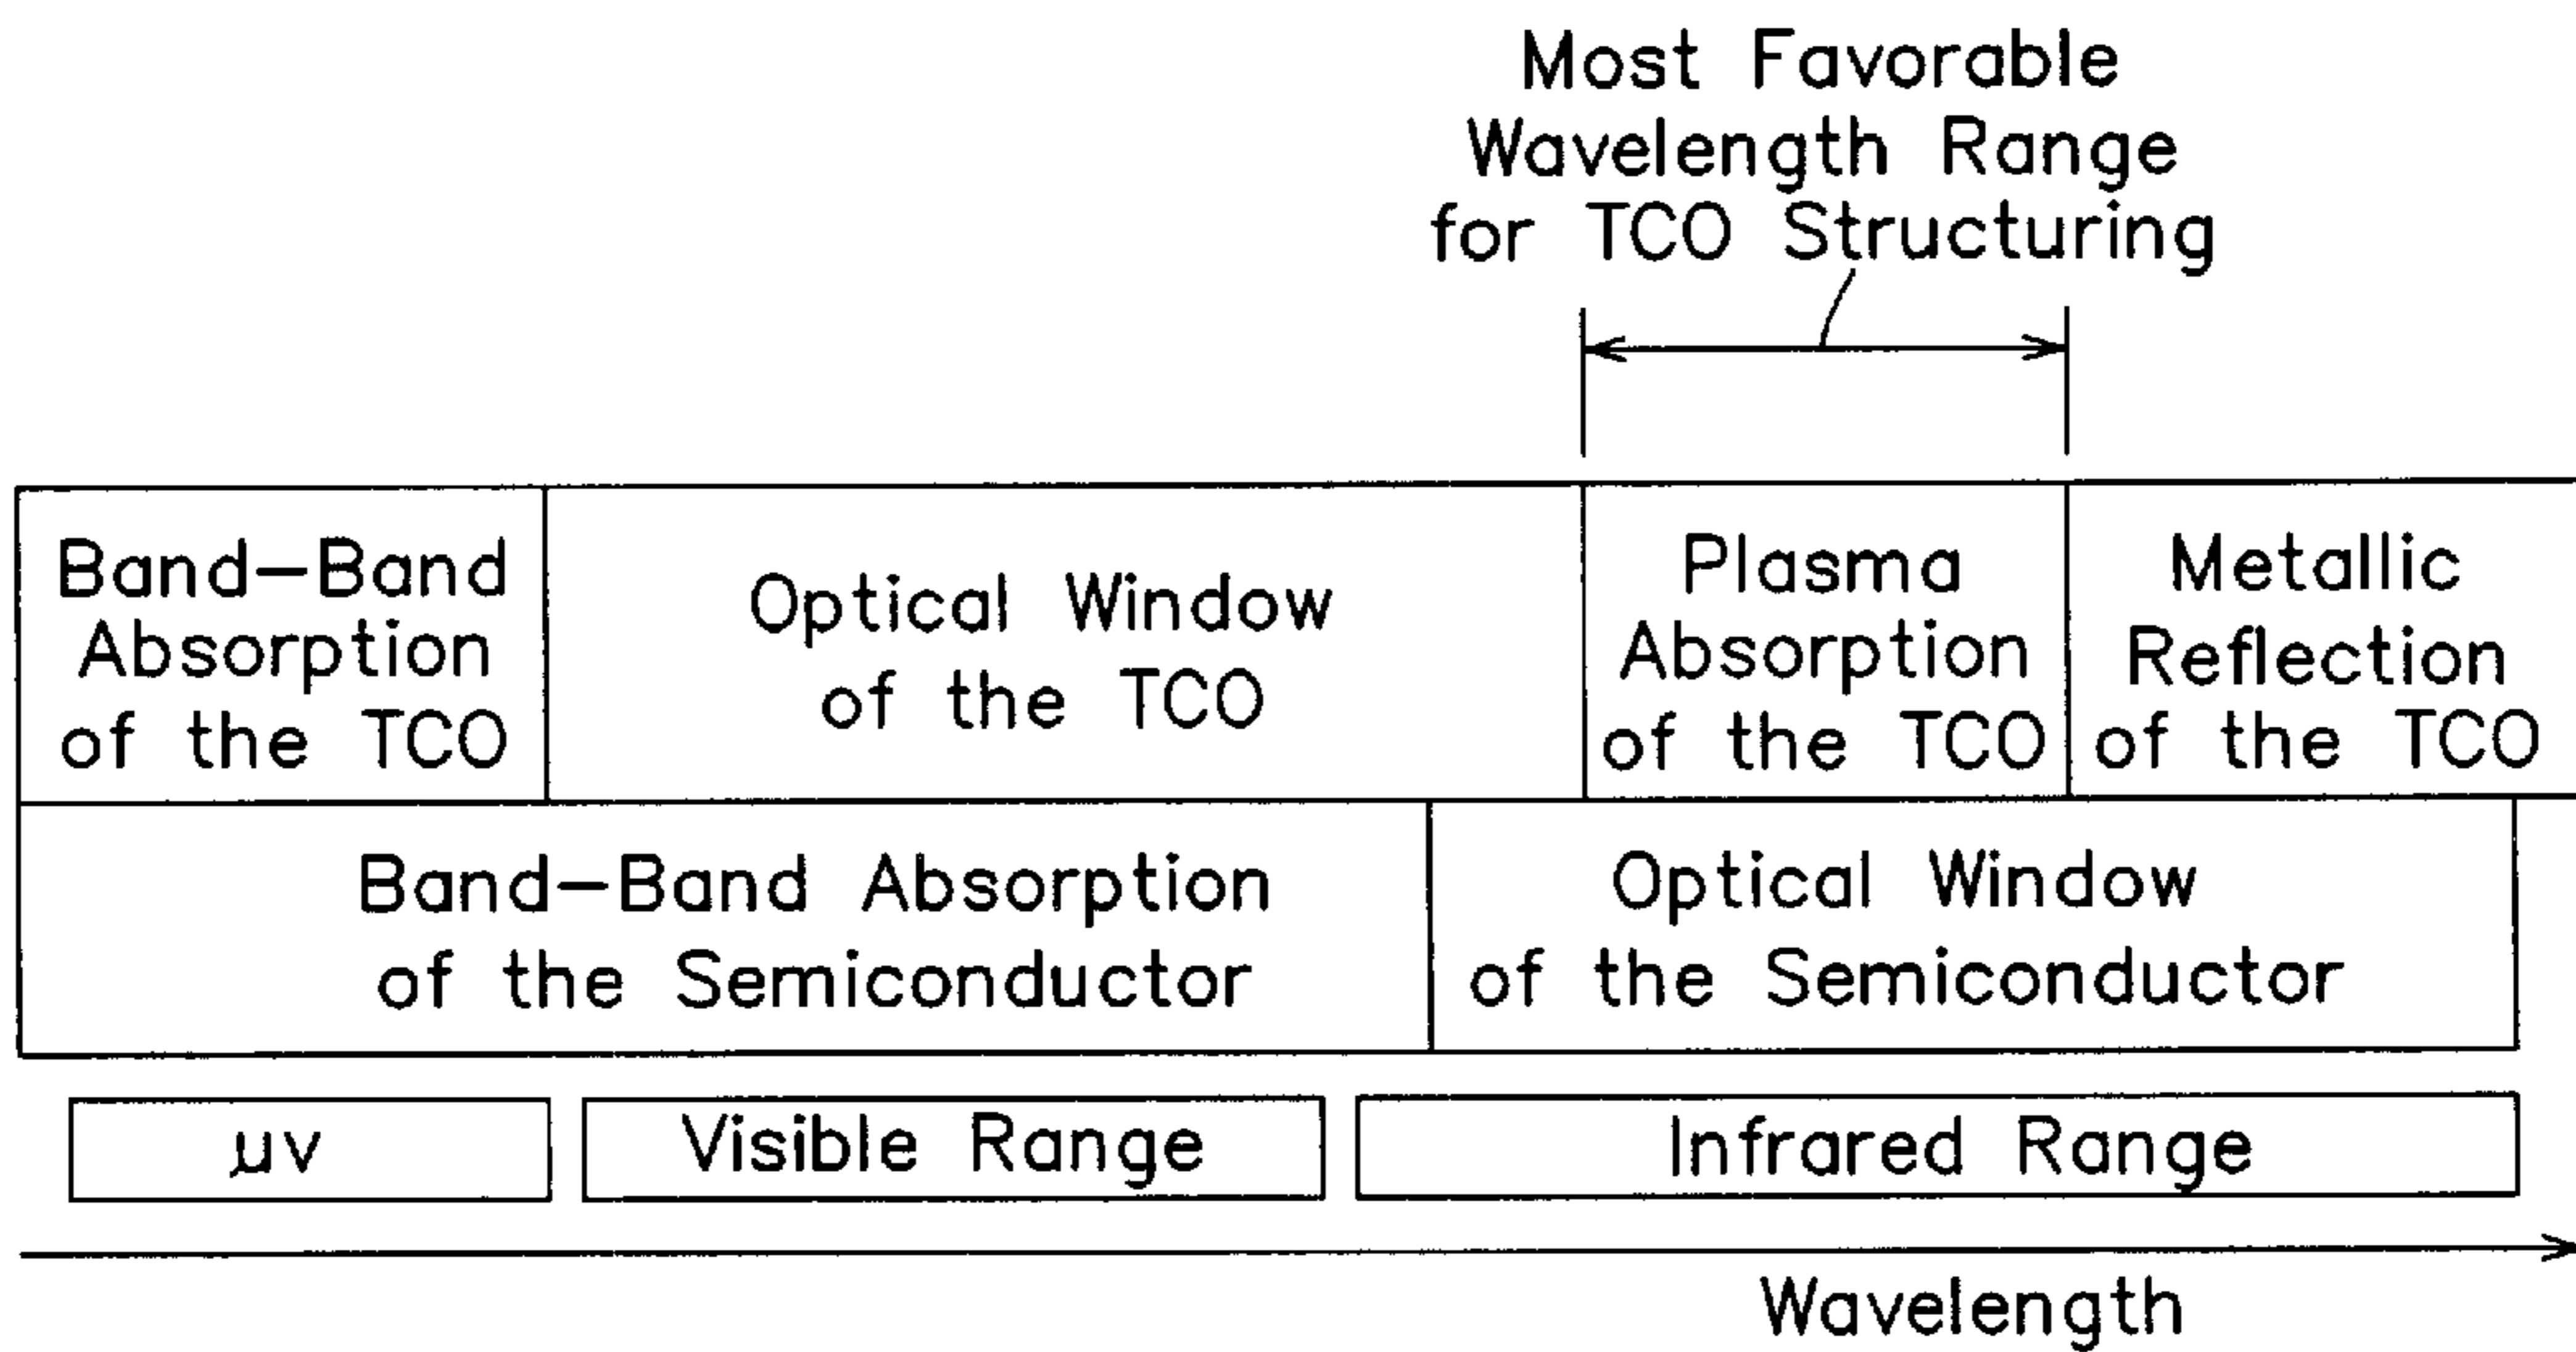 Most Favorable
Wavelength Range
for TCO Structuring
Band-Band
Absorption
of the TCO
Optical Window
of the TCO
Plasma
Absorption
of the TCO
Metallic
Reflection
of the TCO
Band-Band Absorption
of the Semiconductor
Optical Window
of the Semiconductor
μv
Visible Range
Infrared Range
Wavelength